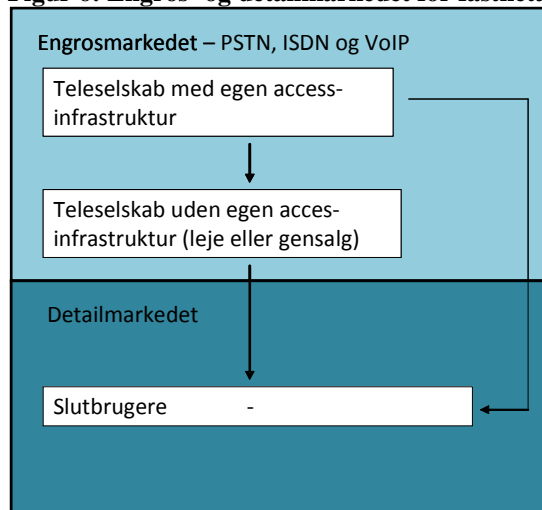 Engrosmarkedet – PSTN, ISDN og VoIP
Teleselskab med egen access-
infrastruktur
Teleselskab uden egen acces-
infrastruktur (leje eller gensalg)
Detailmarkedet
Slutbrugere -